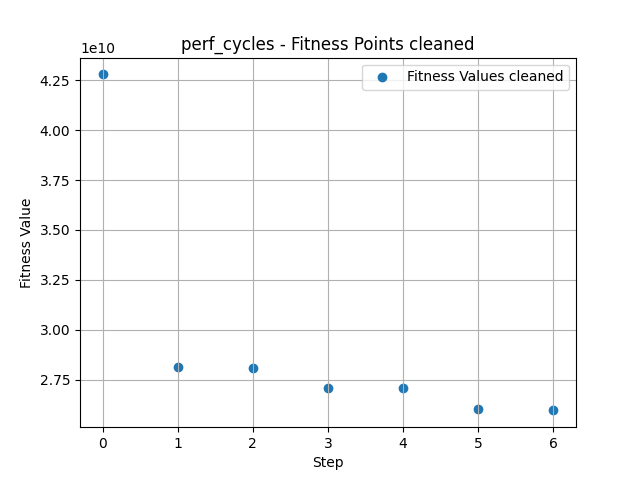 perf_cycles - Fitness Points cleaned
1e10
Fitness Values cleaned
4.25
4.00
3.75
3.50
3.25
3.00
2.75
Fitness Value
0 1 2 3 4 5 6
Step